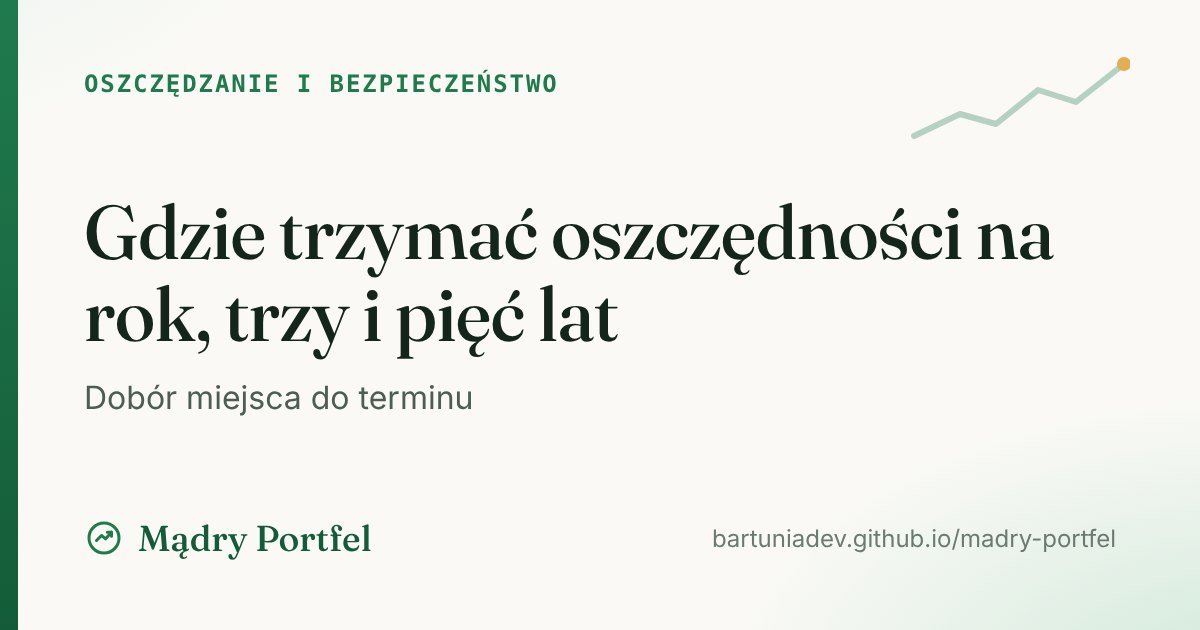 OSZCZĘDZANIE I BEZPIECZEŃSTWO
Gdzie trzymać oszczędności na
rok, trzy i pięć lat
Dobór miejsca do terminu
Mądry Portfel
bartuniadev.github.io/madry-portfel